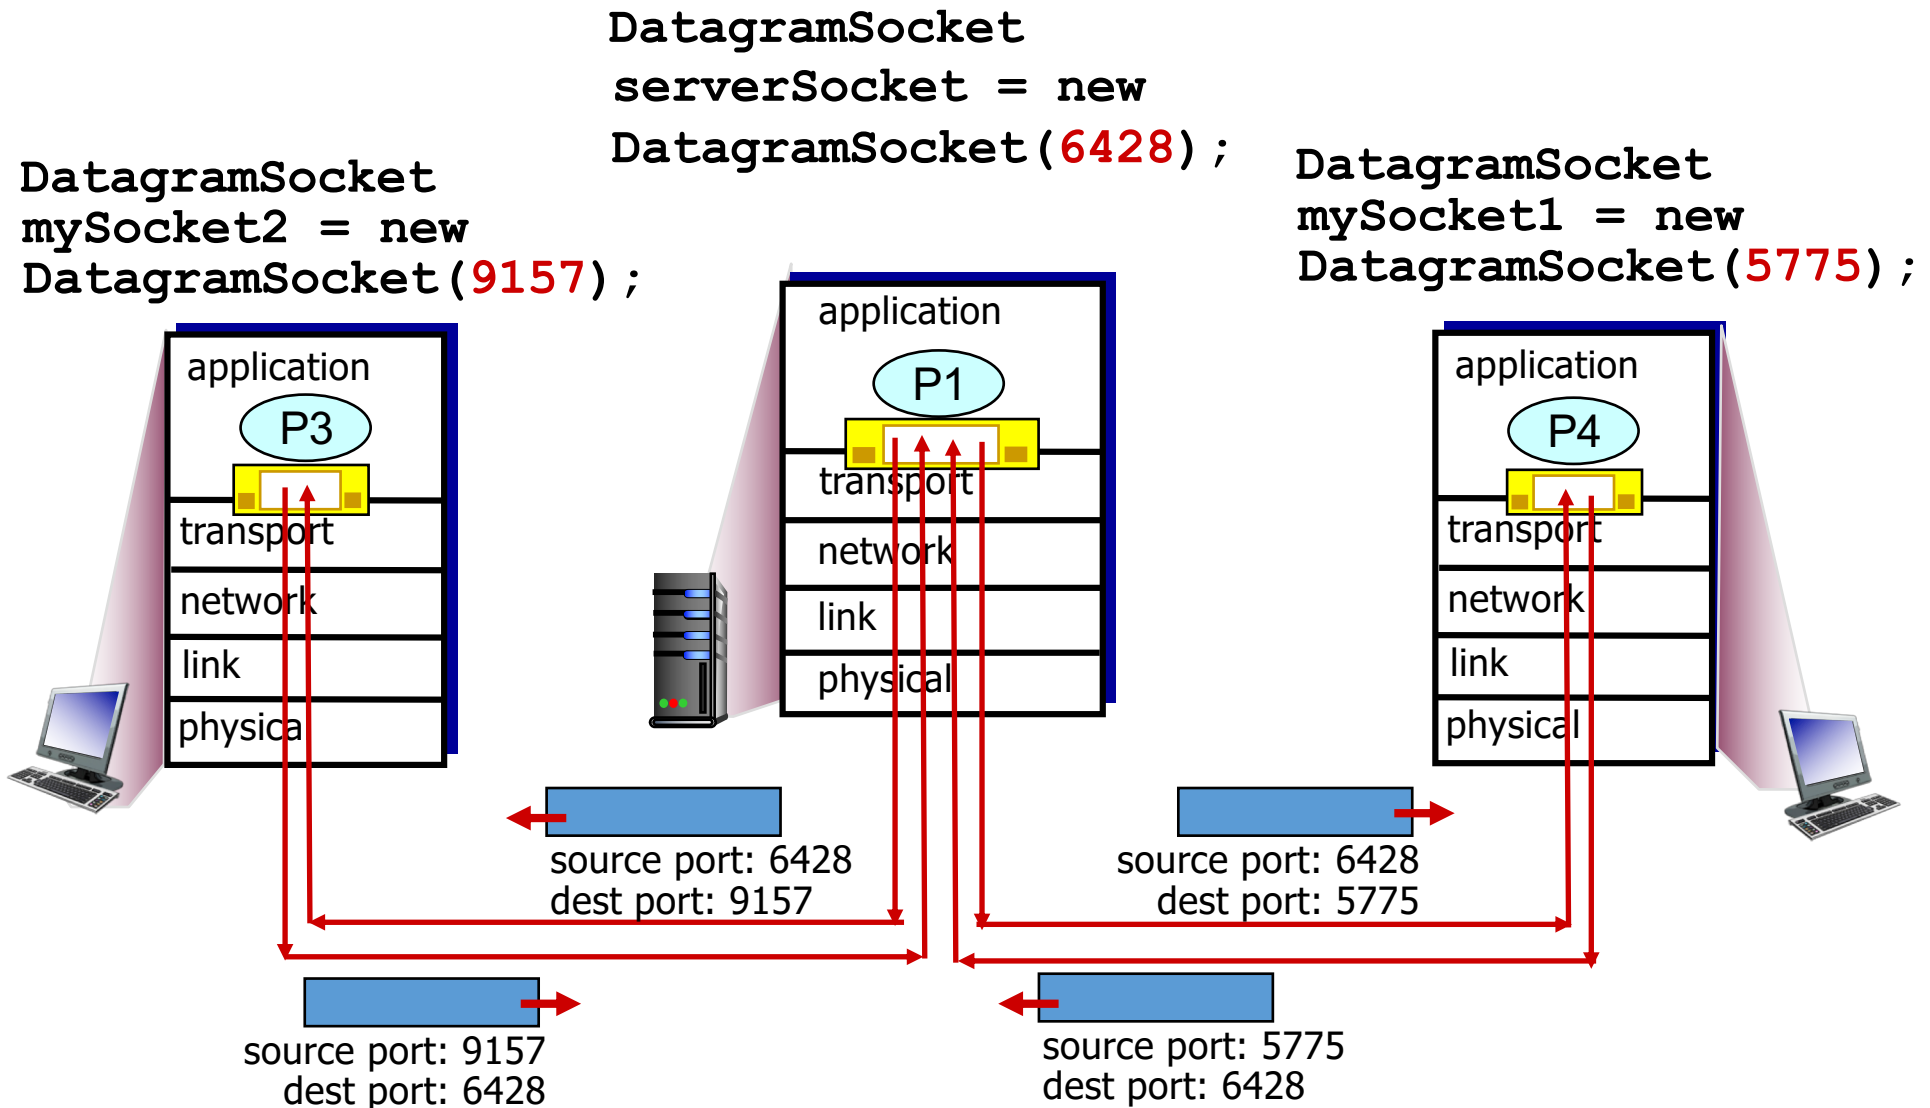 DatagramSocket
serverSocket = new
DatagramSocket(6428);
DatagramSocket
mySocket2 = new
DatagramSocket(9157);
DatagramSocket
mySocket1 = new
DatagramSocket(5775);
application
P3
transport
network
link
physica
application
P1
transport
network
link
physical
application
P4
transport
network
link
physical
source port: 6428
dest port: 9157
source port: 6428
dest port: 5775
source port: 9157
dest port: 6428
source port: 5775
dest port: 6428